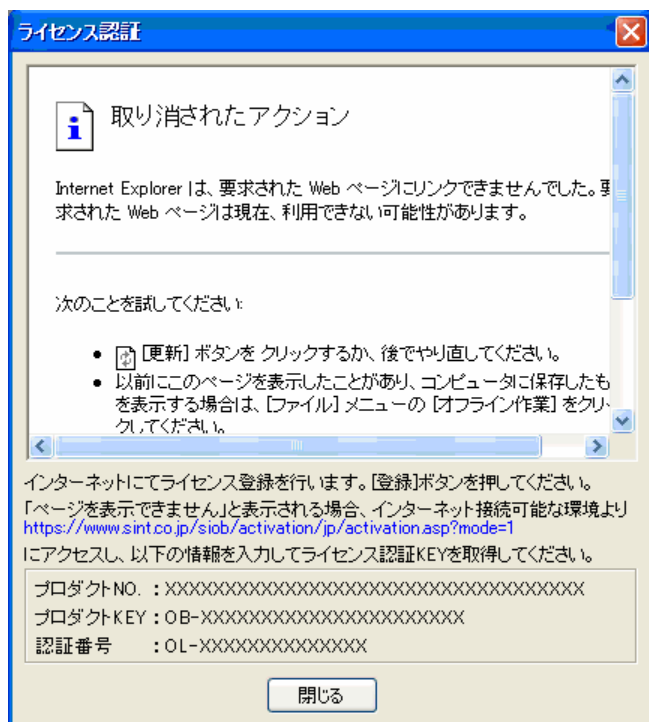 ライセンス認証
取り消されたアクション
Internet Explorer は、要求された Web ページにリンクできませんでした。要
求された Web ページは現在、利用できない可能性があります。
次のことを試してください:
[更新] ボタンを クリックするか、後でやり直してください。
以前にこのページを表示したことがあり、コンピュータに保存したも
を表示する場合は、[ファイル] メニューの [オフライン作業] をクリッ
クしてください。
インターネットにてライセンス登録を行います。[登録]ボタンを押してください。
「ページを表示できません」と表示される場合、インターネット接続可能な環境より
https://www.sint.co.jp/siob/activation/jp/activation.asp?mode=1
にアクセスし、以下の情報を入力してライセンス認証KEYを取得してください。
プロダクトNO. :XXXXXXXXXXXXXXXXXXXXXXXXXXXXXXXXXXX
プロダクトKEY :OB-XXXXXXXXXXXXXXXXXXXXXX
認証番号 :OL-XXXXXXXXXXXXXX
閉じる